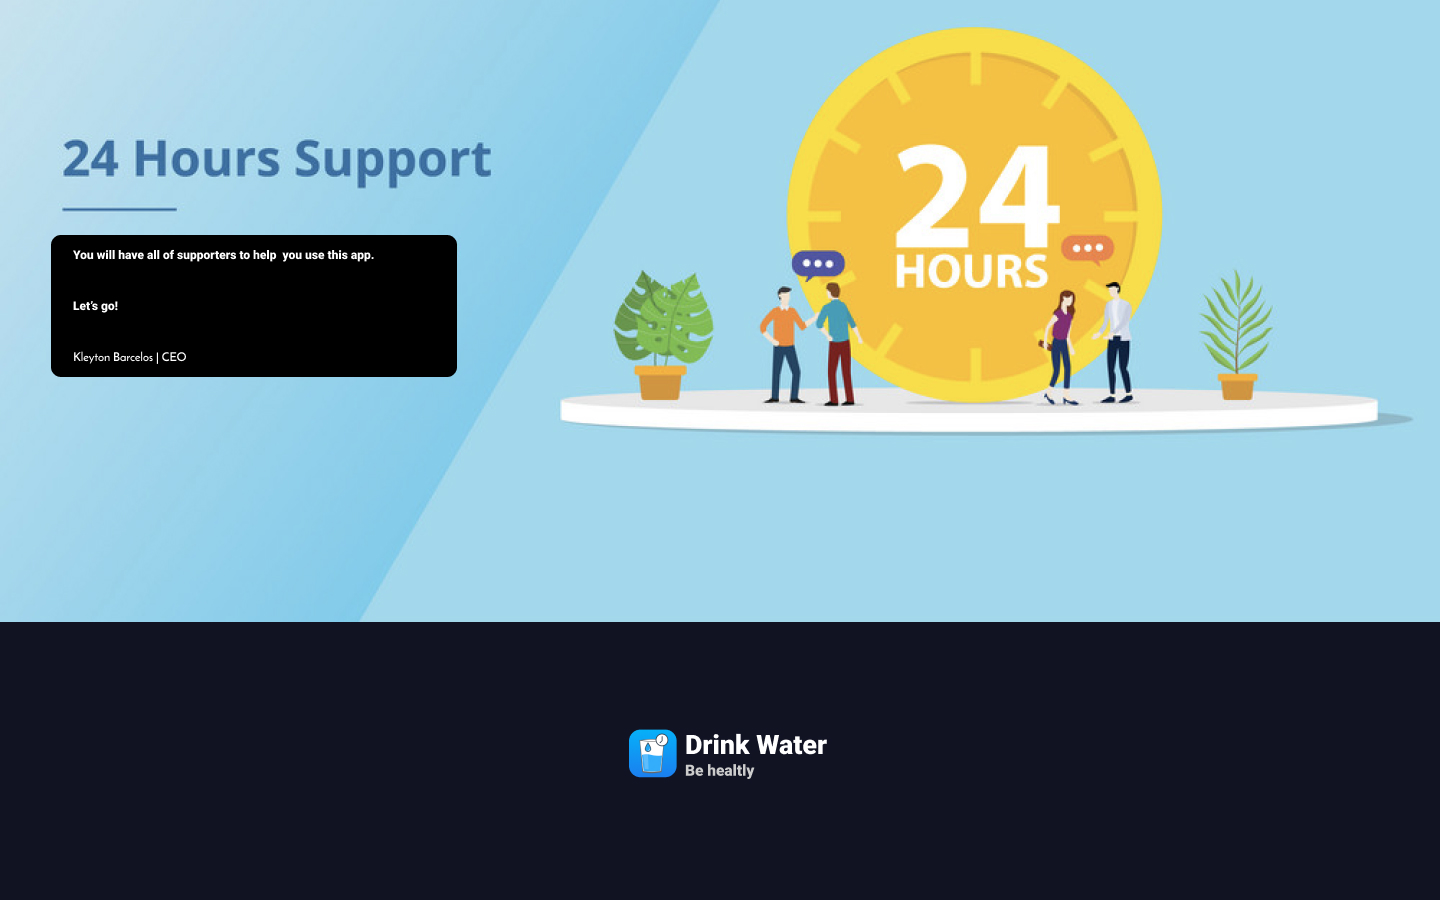 24 Hours Support
You will have all of supporters to help  you use this app.
Let's go!
Kleyton Barcelos | CEO
24
HOURS
Drink Water
Be healtly